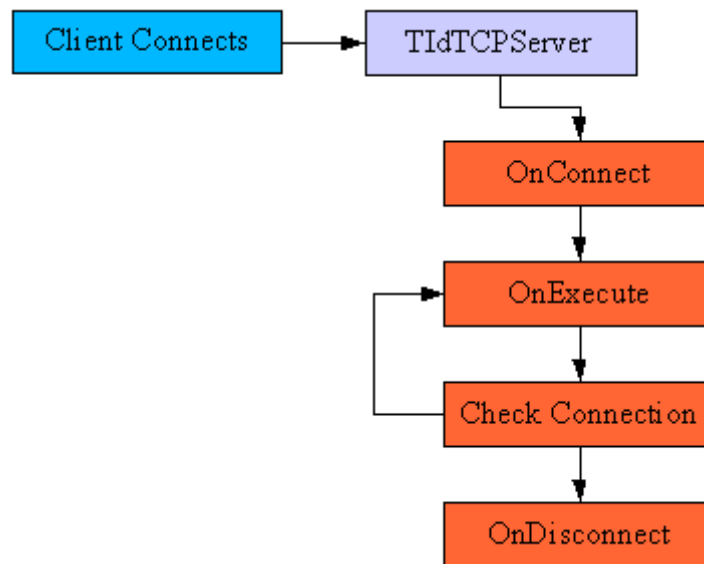 Client Connects
TIdTCPServer
OnConnect
OnExecute
Check Connection
OnDisconnect